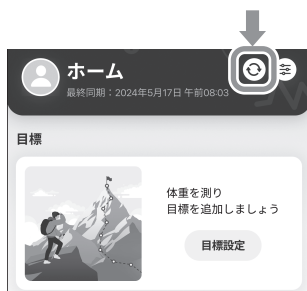 ホーム
最終同期：2024年5月17日 午前08:03
目標
体重を測り
目標を追加しましょう
目標設定